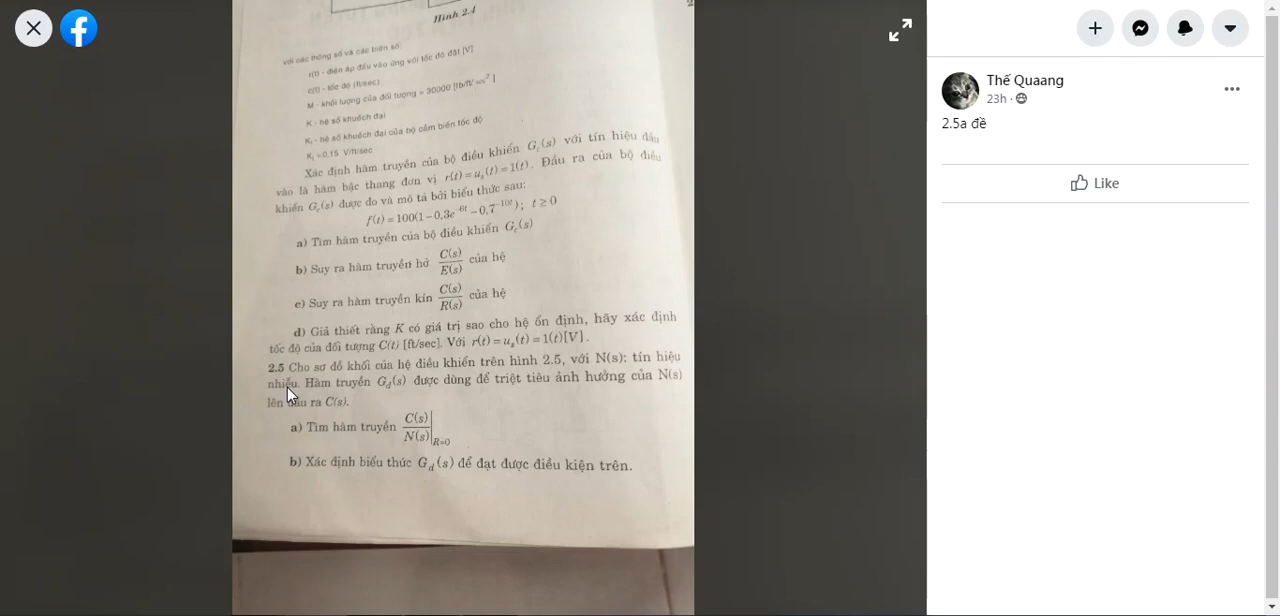 Hình 2.4
2
với các thông số và các biến số:
r(t) - điện áp đầu vào ứng với tốc độ đặt [V]
c(t) - tốc độ (ft/sec)
M - khối lượng của đối tượng = 30000 [lb/ft/sec²]
K - hệ số khuếch đại
Kt - hệ số khuếch đại của bộ cảm biến tốc độ
Kt = 0,15 V/ft/sec
Xác định hàm truyền của bộ điều khiển Gc(s) với tín hiệu đầu
vào là hàm bậc thang đơn vị r(t) = us(t) = 1(t). Đầu ra của bộ điều
khiển Gc(s) được đo và mô tả bởi biểu thức sau:
f(t) = 100(1 − 0,3e⁻⁶ᵗ − 0,7⁻¹⁰ᵗ); t ≥ 0
a) Tìm hàm truyền của bộ điều khiển Gc(s)
b) Suy ra hàm truyền hở C(s)/E(s) của hệ
c) Suy ra hàm truyền kín C(s)/R(s) của hệ
d) Giả thiết rằng K có giá trị sao cho hệ ổn định, hãy xác định
tốc độ của đối tượng C(t) [ft/sec]. Với r(t) = us(t) = 1(t)[V].
2.5 Cho sơ đồ khối của hệ điều khiển trên hình 2.5, với N(s): tín hiệu
nhiễu. Hàm truyền Gd(s) được dùng để triệt tiêu ảnh hưởng của N(s)
lên đầu ra C(s).
a) Tìm hàm truyền C(s)/N(s)|R=0
b) Xác định biểu thức Gd(s) để đạt được điều kiện trên.
Thế Quaang
23h
2.5a đề
Like